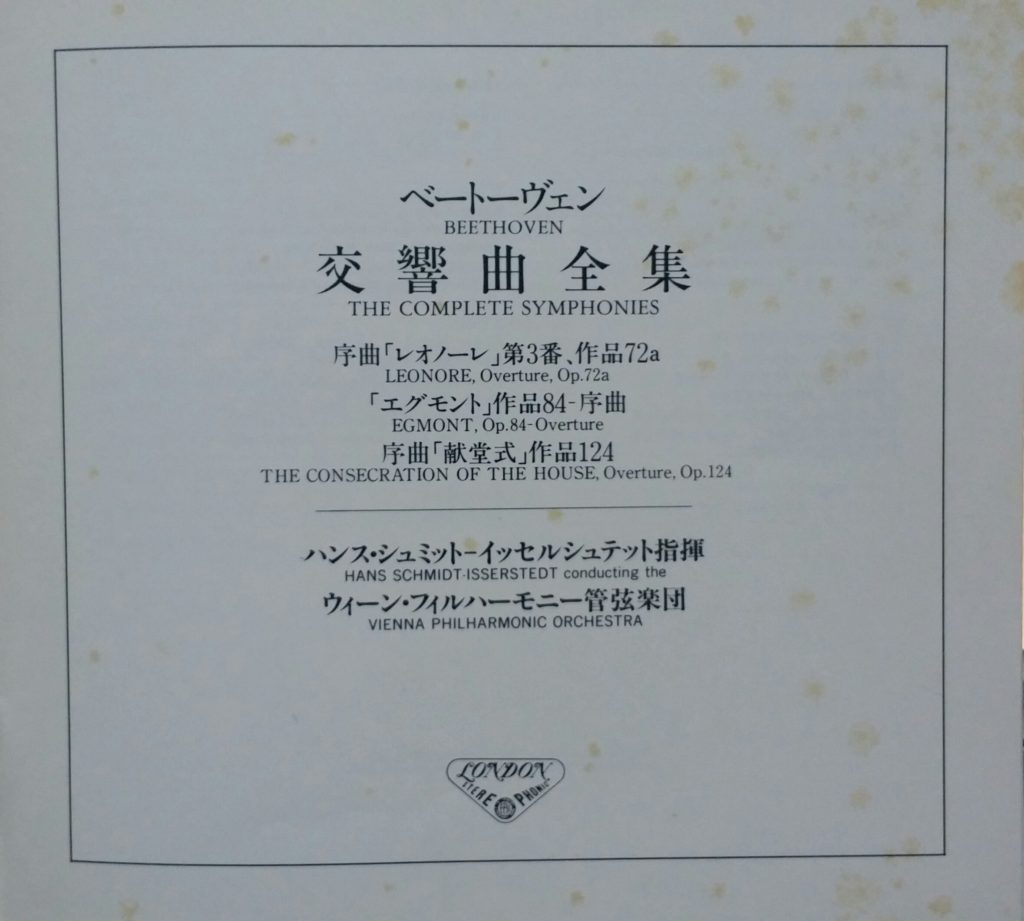 ベートーヴェン
BEETHOVEN
交響曲全集
THE COMPLETE SYMPHONIES
序曲「レオノーレ」第3番、作品72a
LEONORE, Overture, Op.72a
「エグモント」作品84-序曲
EGMONT, Op.84-Overture
序曲「献堂式」作品124
THE CONSECRATION OF THE HOUSE, Overture, Op.124
ハンス・シュミット-イッセルシュテット指揮
HANS SCHMIDT-ISSERSTEDT conducting the
ウィーン・フィルハーモニー管弦楽団
VIENNA PHILHARMONIC ORCHESTRA
LONDON
STEREOPHONIC